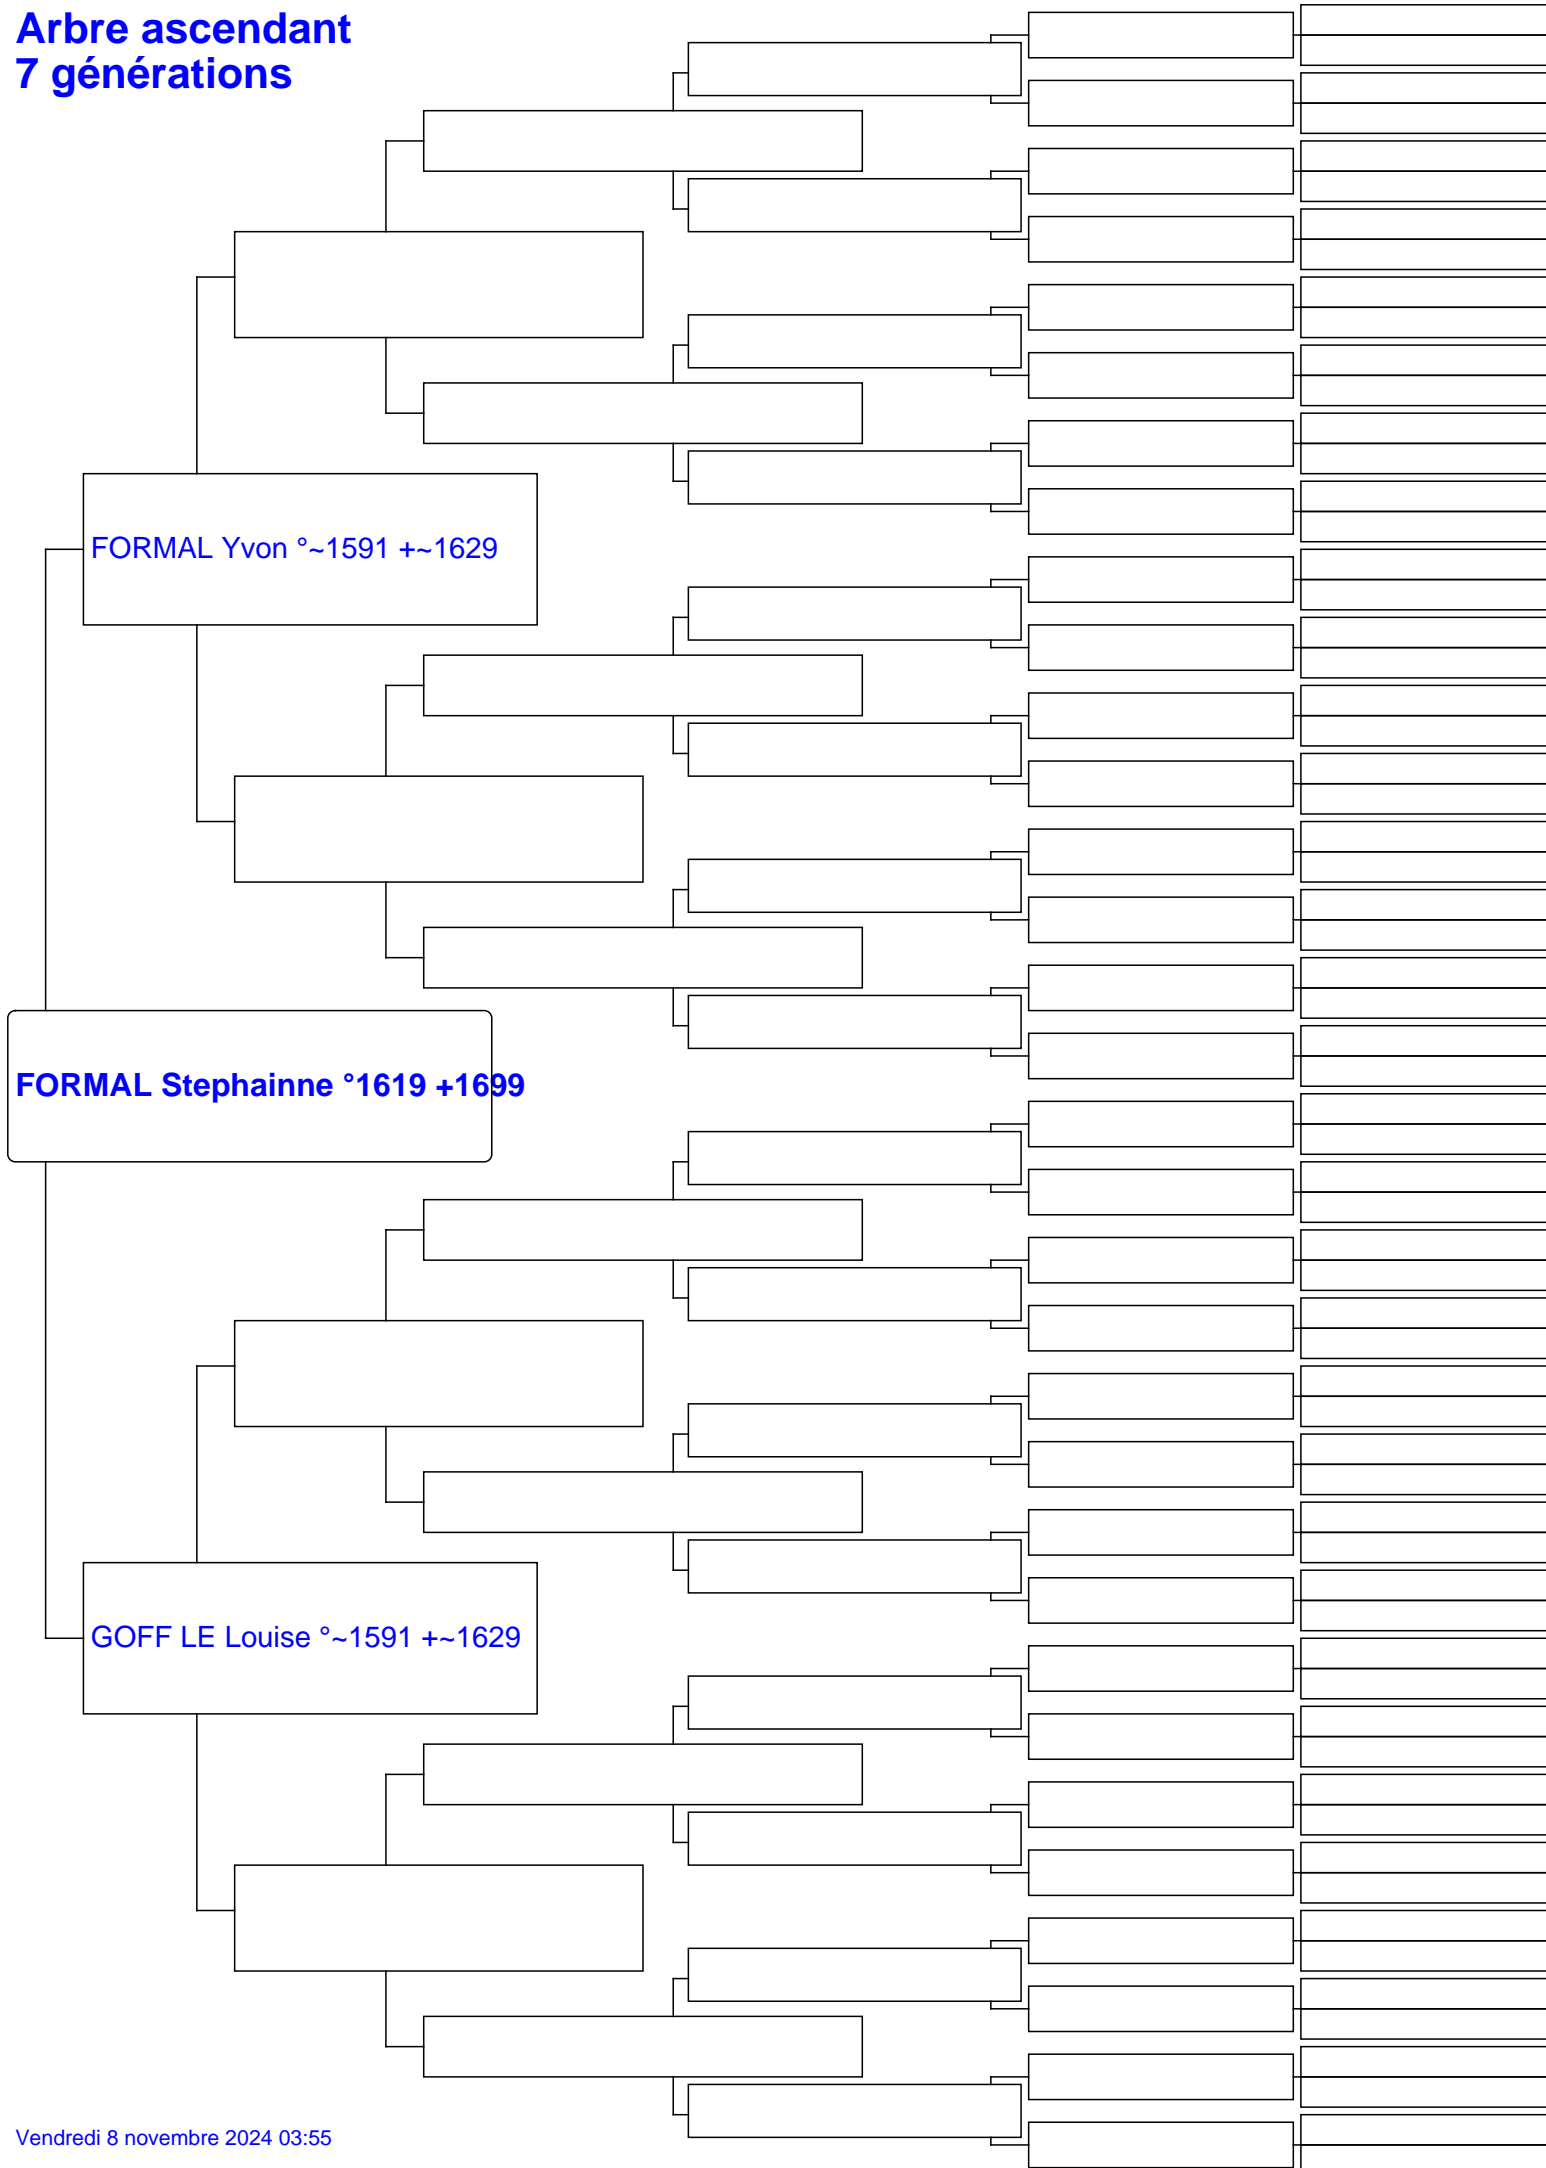 Arbre ascendant
7 générations
FORMAL Yvon °~1591 +~1629
FORMAL Stephainne °1619 +1699
GOFF LE Louise °~1591 +~1629
Vendredi 8 novembre 2024 03:55